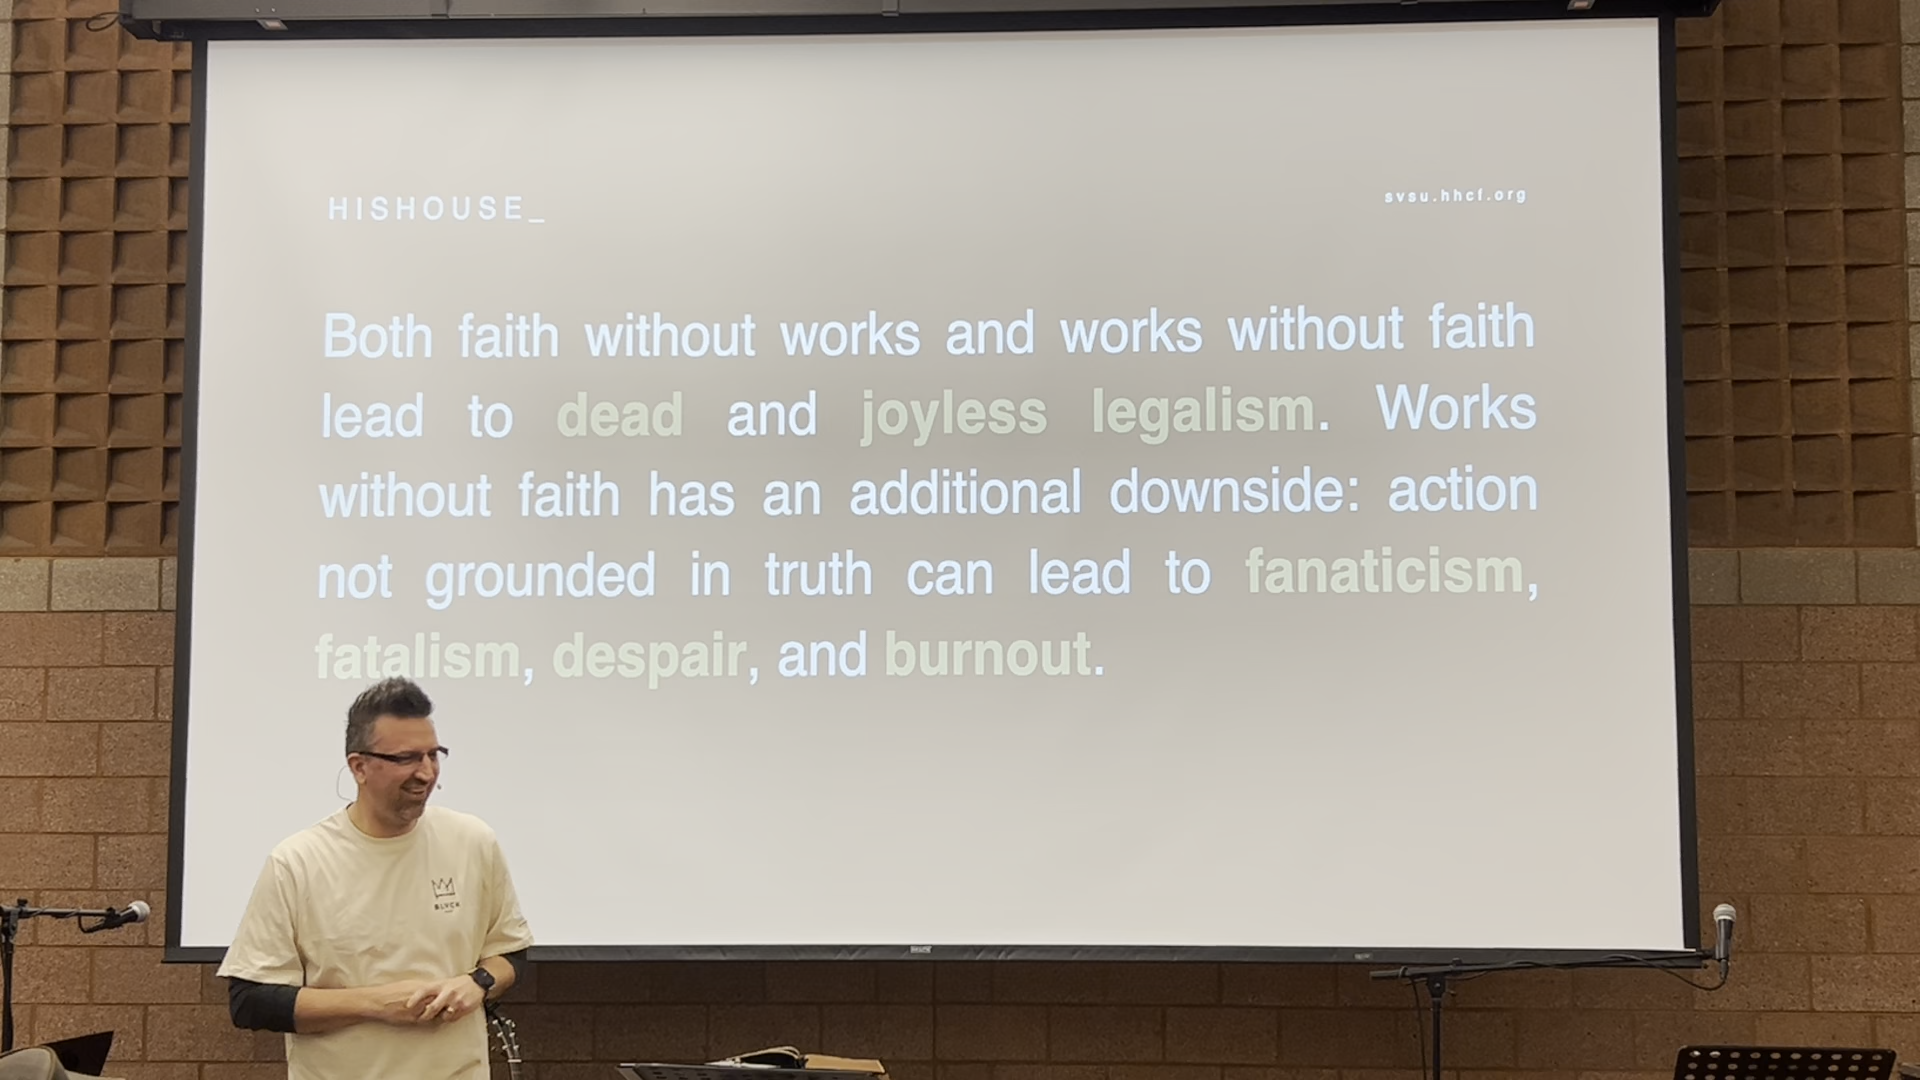 HISHOUSE_
svsu.hhcf.org
Both faith without works and works without faith
lead to dead and joyless legalism. Works
without faith has an additional downside: action
not grounded in truth can lead to fanaticism,
fatalism, despair, and burnout.